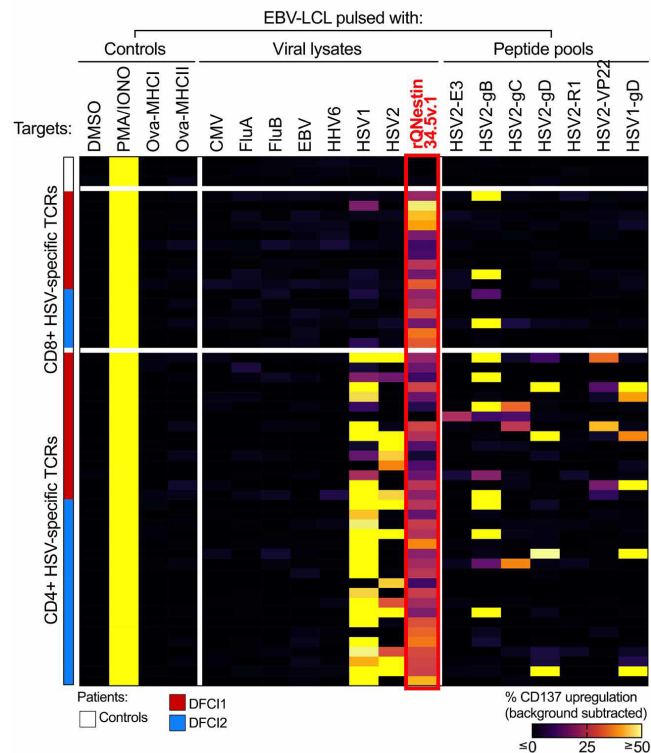 EBV-LCL pulsed with:
Controls
Viral lysates
Peptide pools
Targets:
DMSO
PMA/IONO
Ova-MHCI
Ova-MHCII
CMV
FluA
FluB
EBV
HHV6
HSV1
HSV2
rQNestin
34.5v.1
HSV2-E3
HSV2-gB
HSV2-gC
HSV2-gD
HSV2-R1
HSV2-VP22
HSV1-gD
CD8+ HSV-specific TCRs
CD4+ HSV-specific TCRs
Patients:
Controls
DFCI1
DFCI2
% CD137 upregulation
(background subtracted)
≤0 25 ≥50